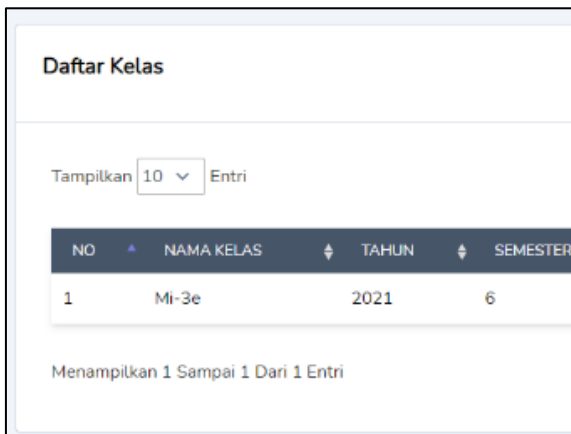 Daftar Kelas
Tampilkan 10 Entri
NO NAMA KELAS TAHUN SEMESTER
1 Mi-3e 2021 6
Menampilkan 1 Sampai 1 Dari 1 Entri